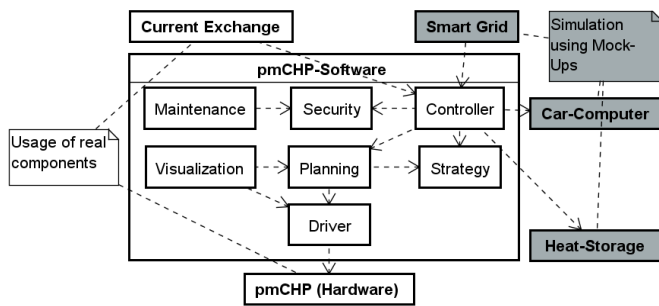 Current Exchange
Smart Grid
Simulation
using Mock-
Ups
pmCHP-Software
Maintenance
Security
Controller
Car-Computer
Usage of real
components
Visualization
Planning
Strategy
Driver
Heat-Storage
pmCHP (Hardware)